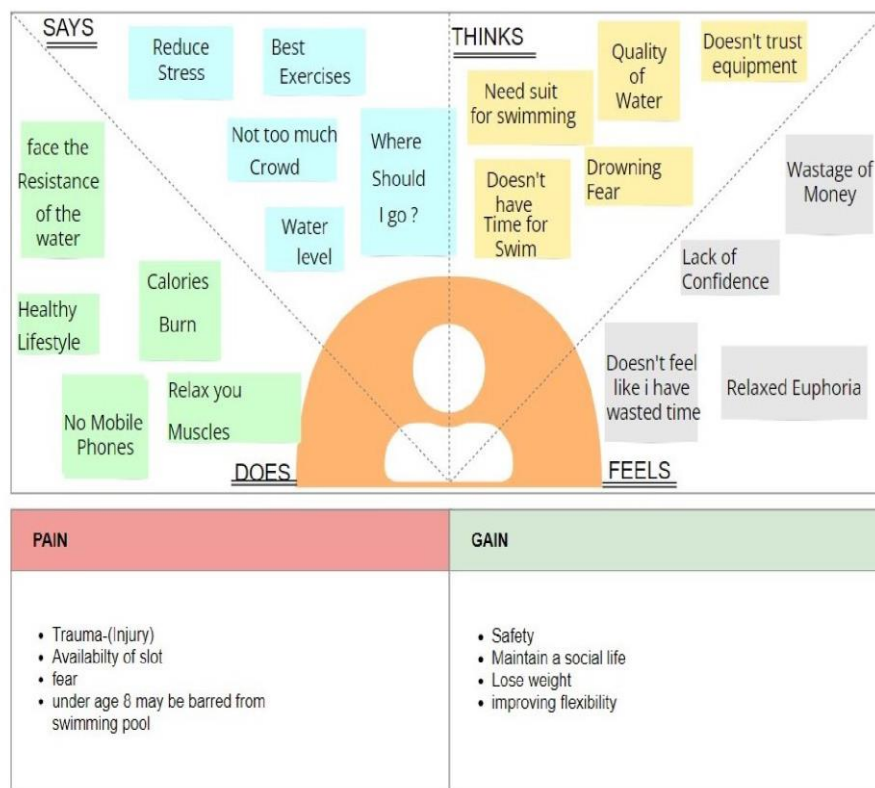 SAYS
Reduce
Stress
Best
Exercises
Not too much
Crowd
Where
Should
I go ?
Water
level
THINKS
Need suit
for swimming
Quality
of
Water
Doesn't trust
equipment
Doesn't
have
Time for
Swim
Drowning
Fear
face the
Resistance
of the
water
Calories
Burn
Healthy
Lifestyle
No Mobile
Phones
Relax you
Muscles
DOES
Wastage of
Money
Lack of
Confidence
Doesn't feel
like i have
wasted time
Relaxed Euphoria
FEELS
PAIN
• Trauma-(Injury)
• Availabilty of slot
• fear
• under age 8 may be barred from
swimming pool
GAIN
• Safety
• Maintain a social life
• Lose weight
• improving flexibility